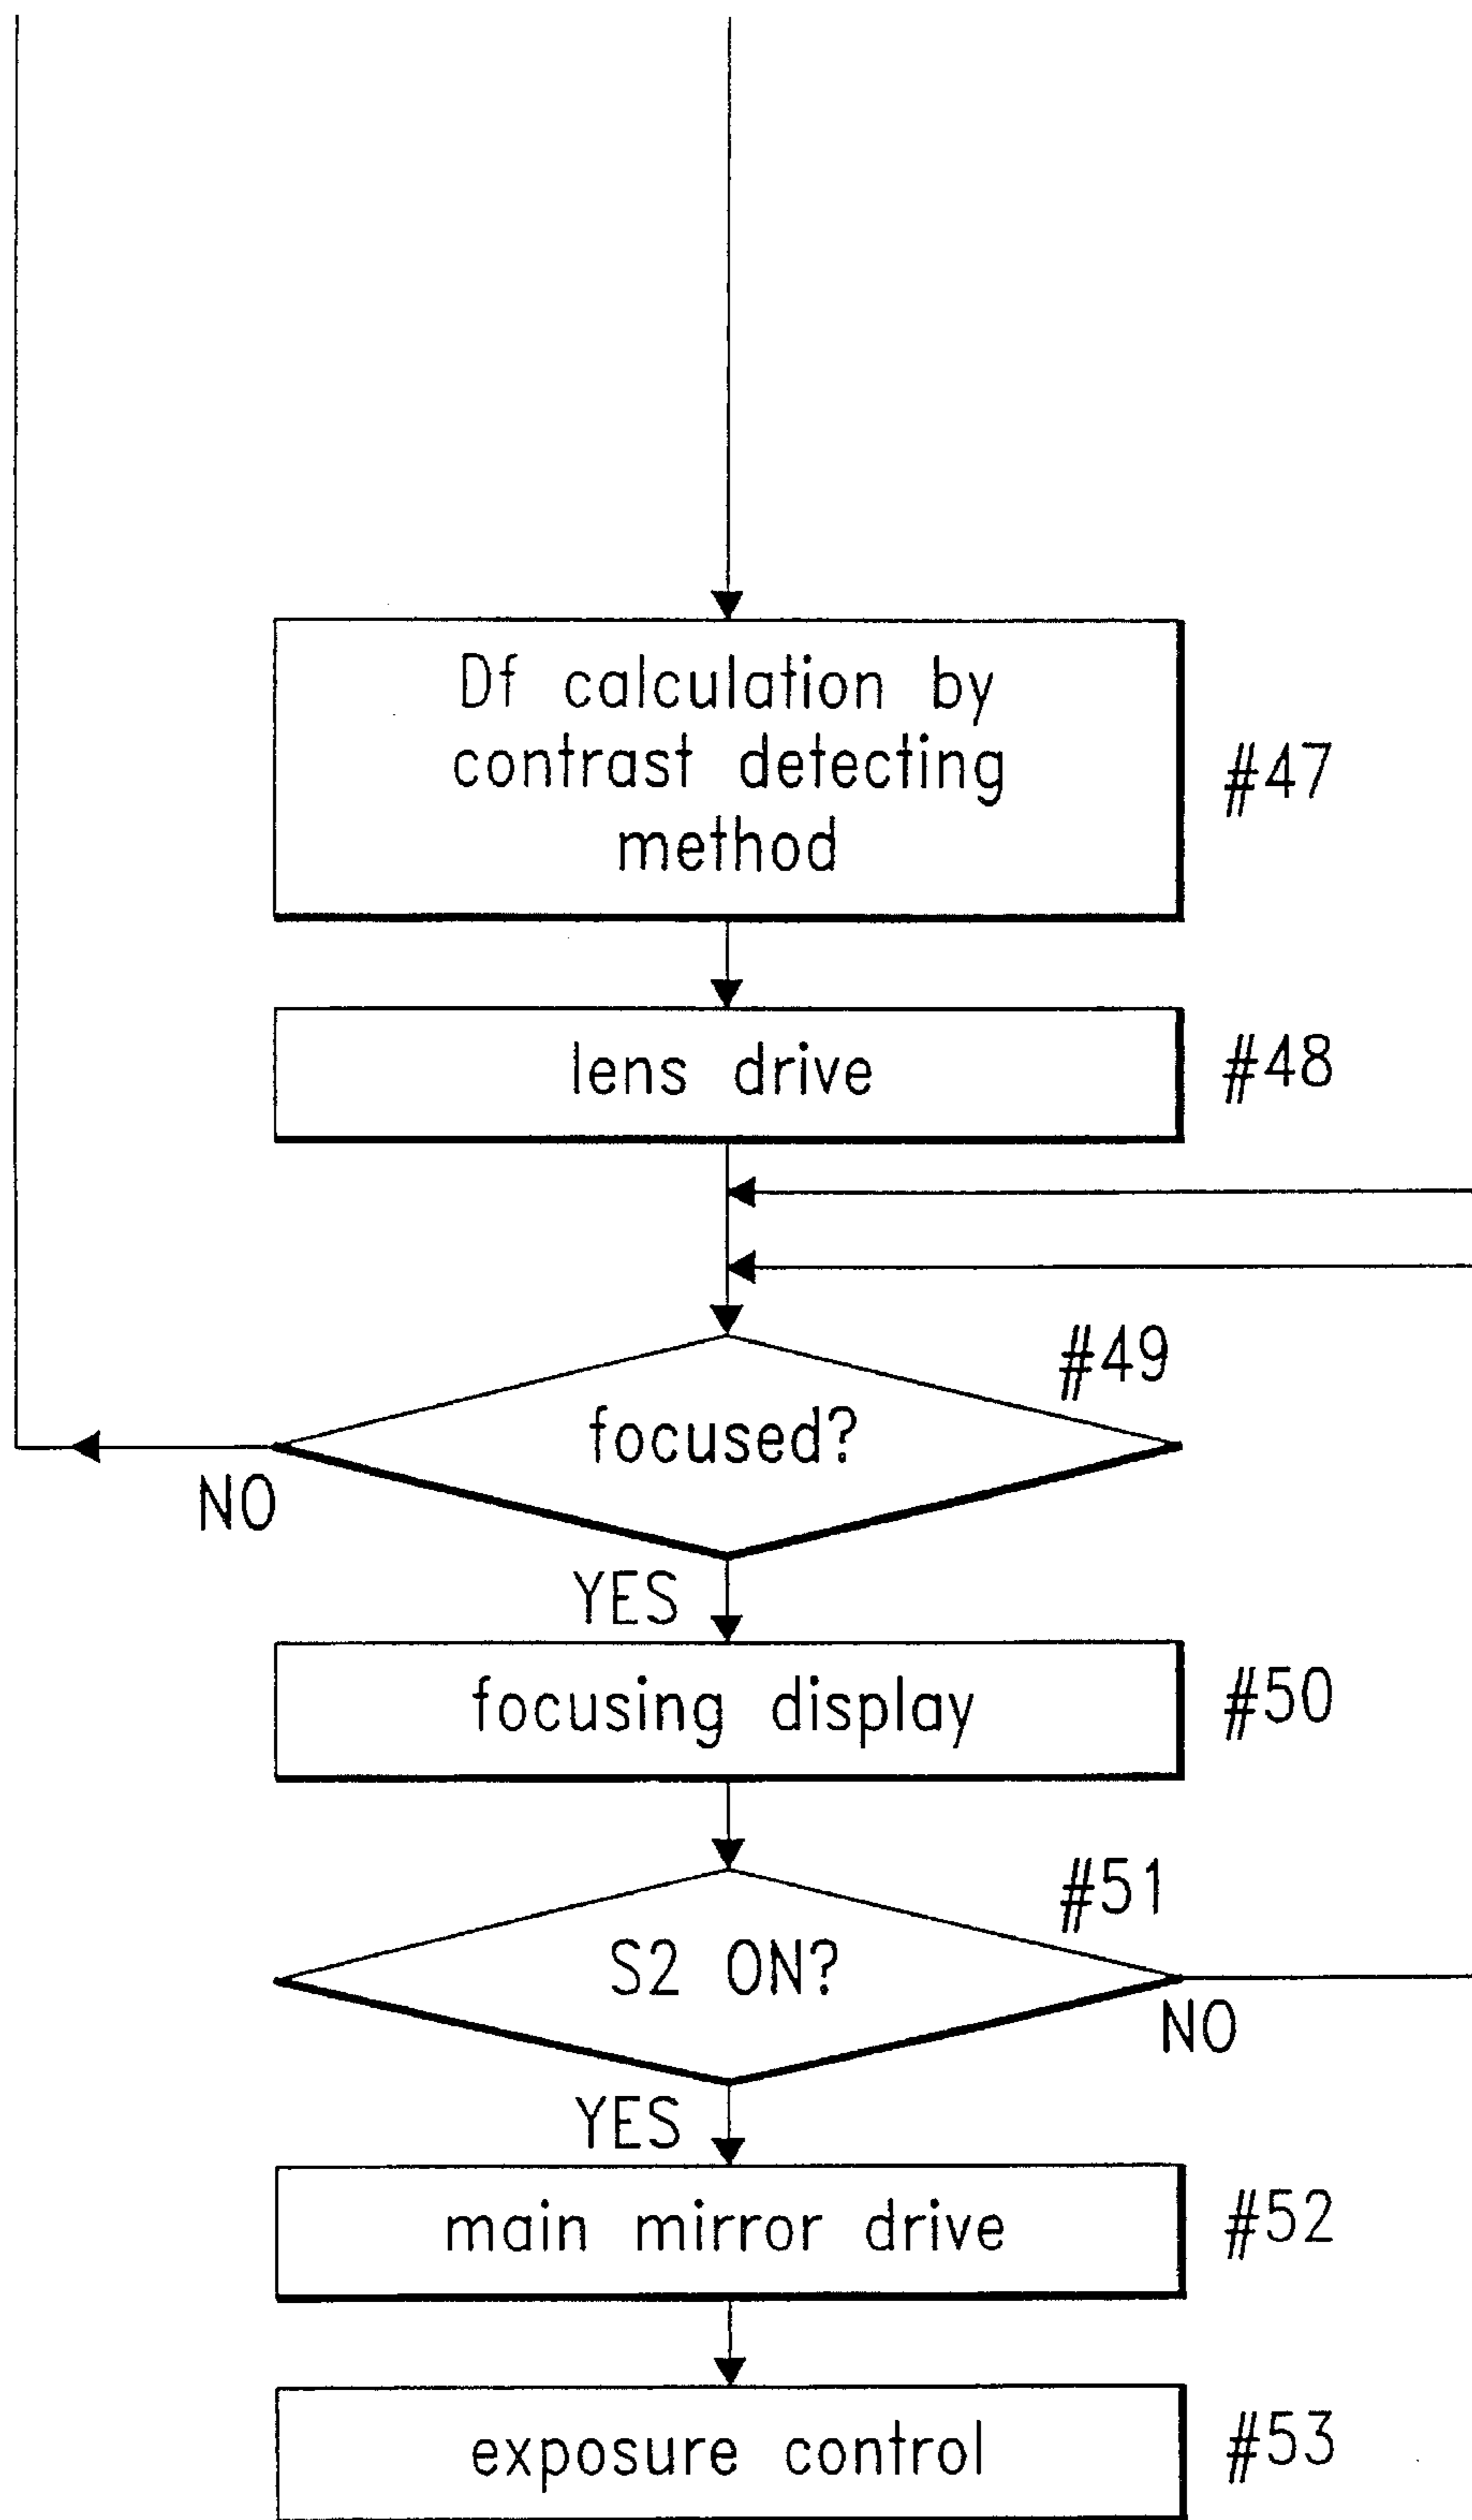 Df calculation by
contrast detecting
method
#47
lens drive
#48
#49
focused?
NO
YES
focusing display
#50
#51
S2 ON?
NO
YES
main mirror drive
#52
exposure control
#53